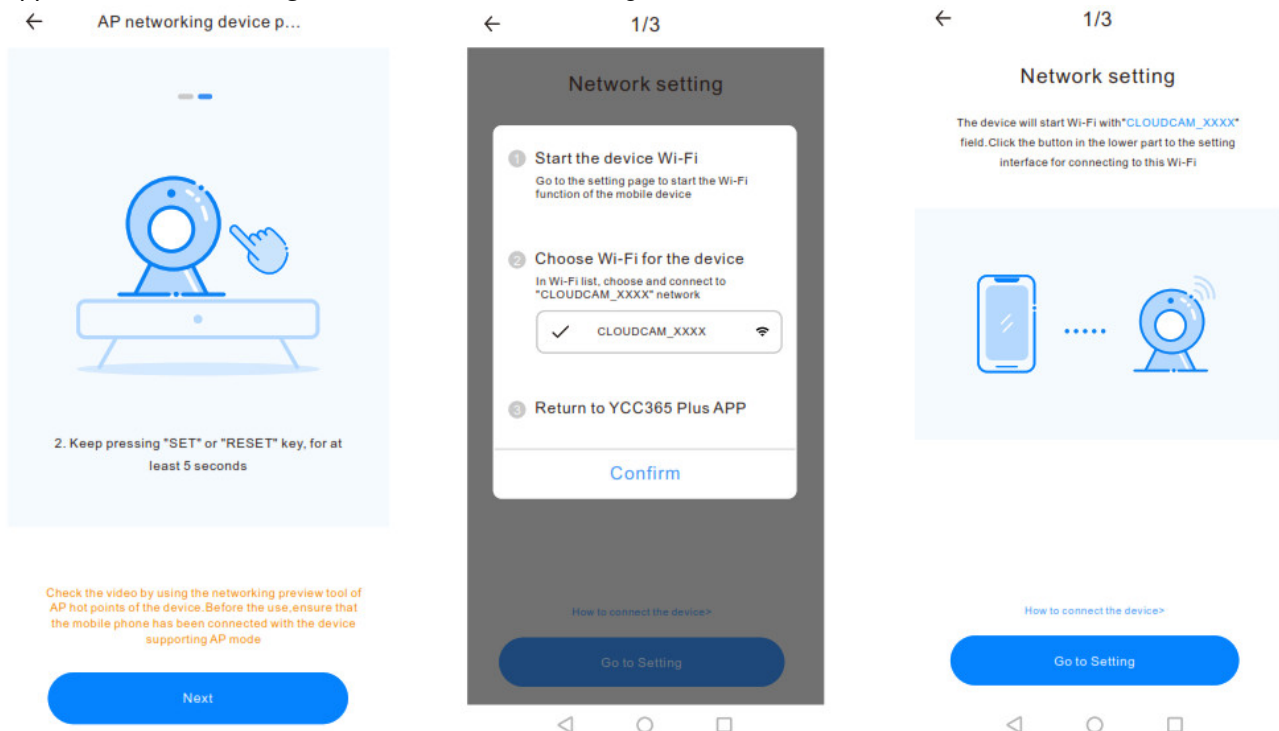 AP networking device p...
2. Keep pressing "SET" or "RESET" key, for at
least 5 seconds
Check the video by using the networking preview tool of
AP hot points of the device.Before the use,ensure that
the mobile phone has been connected with the device
supporting AP mode
Next
1/3
Network setting
1 Start the device Wi-Fi
Go to the setting page to start the Wi-Fi
function of the mobile device
2 Choose Wi-Fi for the device
In Wi-Fi list, choose and connect to
"CLOUDCAM_XXXX" network
CLOUDCAM_XXXX
3 Return to YCC365 Plus APP
Confirm
How to connect the device>
Go to Setting
1/3
Network setting
The device will start Wi-Fi with"CLOUDCAM_XXXX"
field.Click the button in the lower part to the setting
interface for connecting to this Wi-Fi
How to connect the device>
Go to Setting